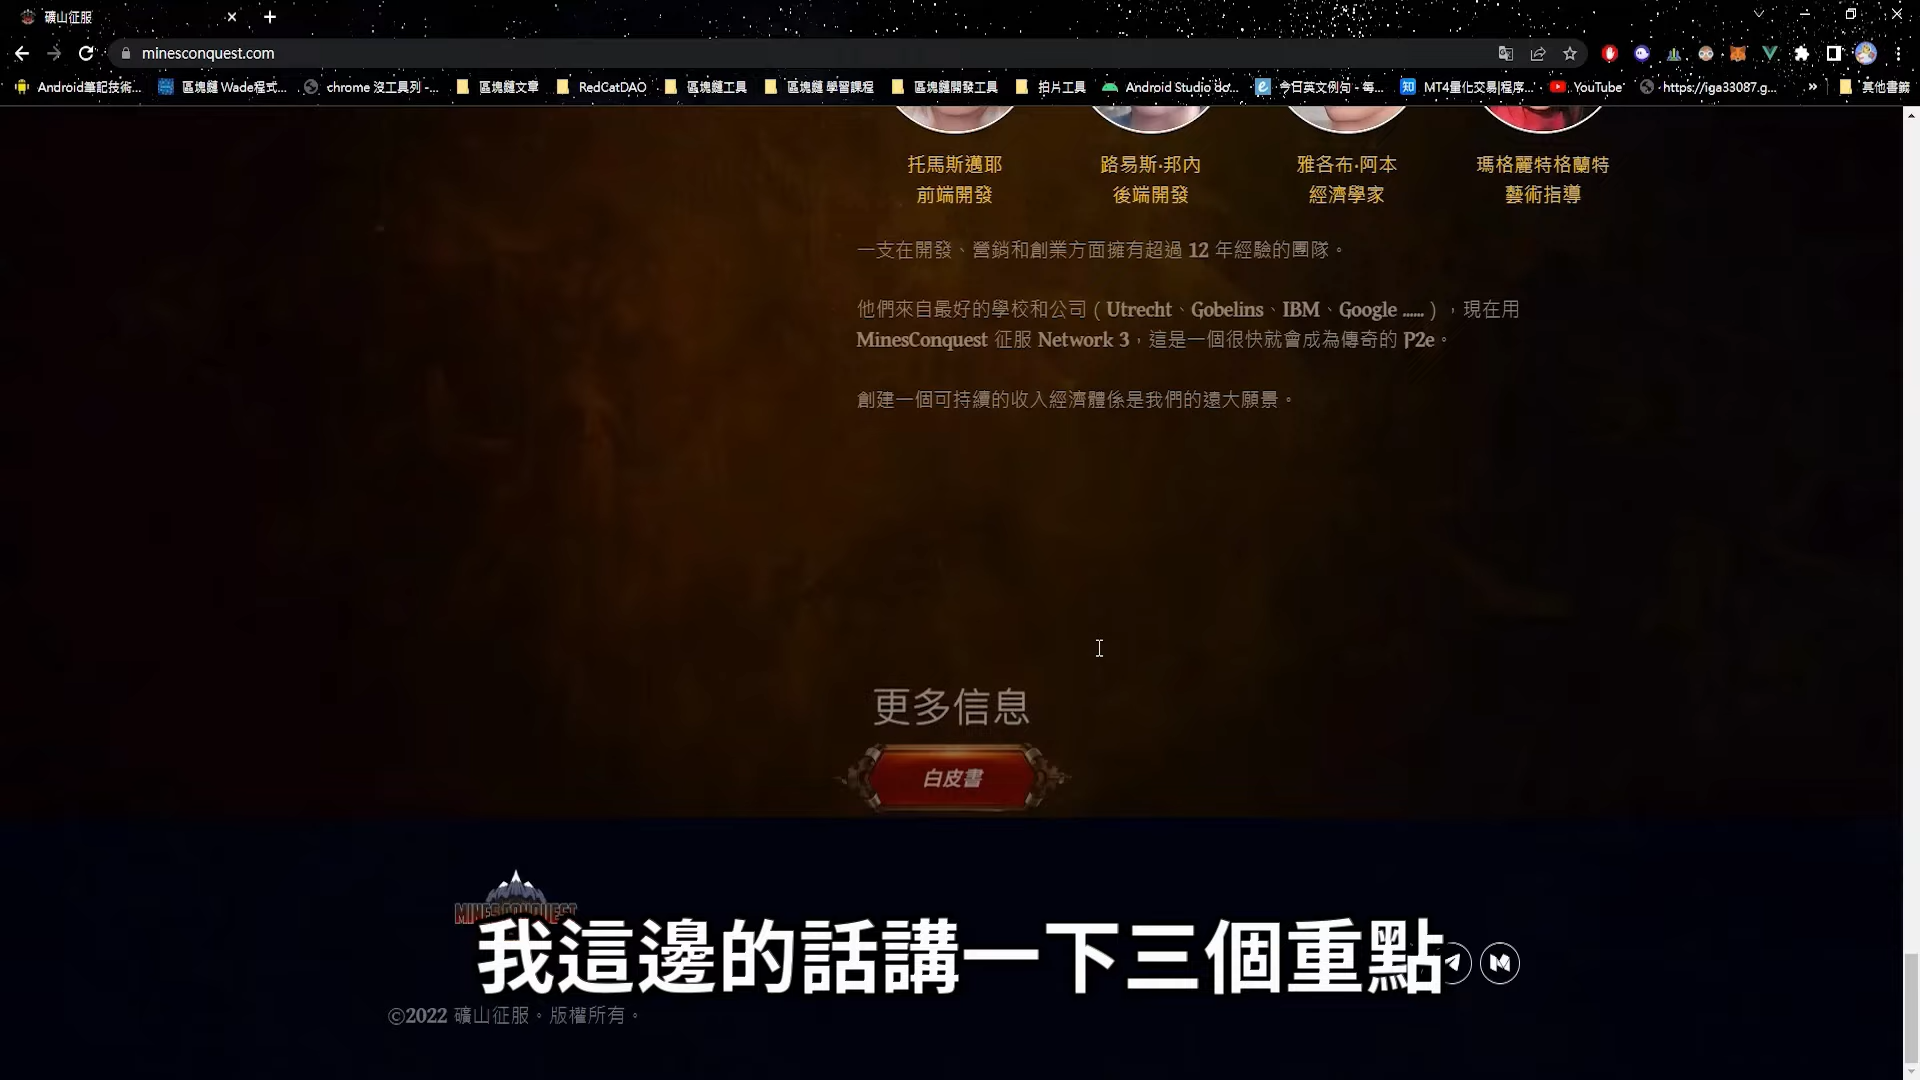 礦山征服
minesconquest.com
Android筆記技術...
區塊鏈 Wade程式...
chrome 沒工具列 -...
區塊鏈文章
RedCatDAO
區塊鏈工具
區塊鏈 學習課程
區塊鏈開發工具
拍片工具
Android Studio do...
今日英文例句 - 每...
MT4量化交易|程序...
YouTube
https://iga33087.g...
»
其他書籤
托馬斯邁耶
前端開發
路易斯·邦內
後端開發
雅各布·阿本
經濟學家
瑪格麗特格蘭特
藝術指導
一支在開發、營銷和創業方面擁有超過 12 年經驗的團隊。
他們來自最好的學校和公司（Utrecht、Gobelins、IBM、Google ......），現在用
MinesConquest 征服 Network 3，這是一個很快就會成為傳奇的 P2e。
創建一個可持續的收入經濟體係是我們的遠大願景。
更多信息
白皮書
MINESCONQUEST
我這邊的話講一下三個重點
©2022 礦山征服。版權所有。